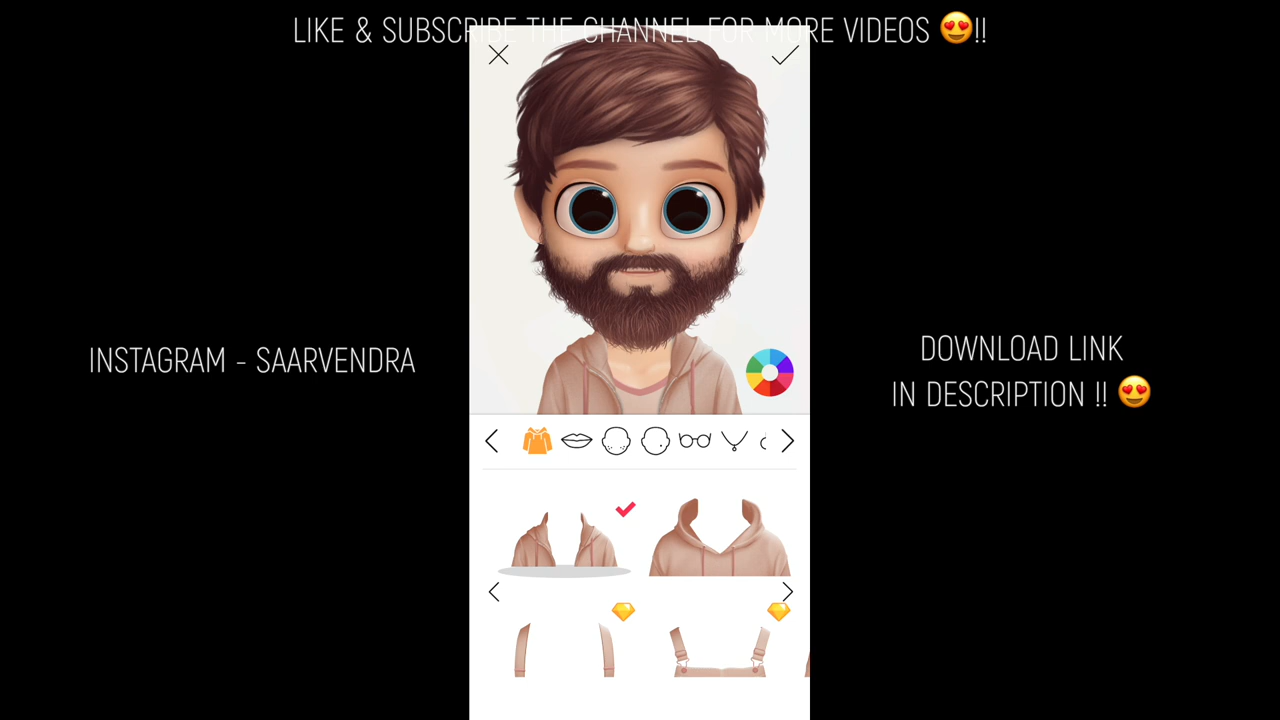 LIKE & SUBSCRIBE THE CHANNEL FOR MORE VIDEOS 😍!!
INSTAGRAM - SAARVENDRA
DOWNLOAD LINK
IN DESCRIPTION !! 😍